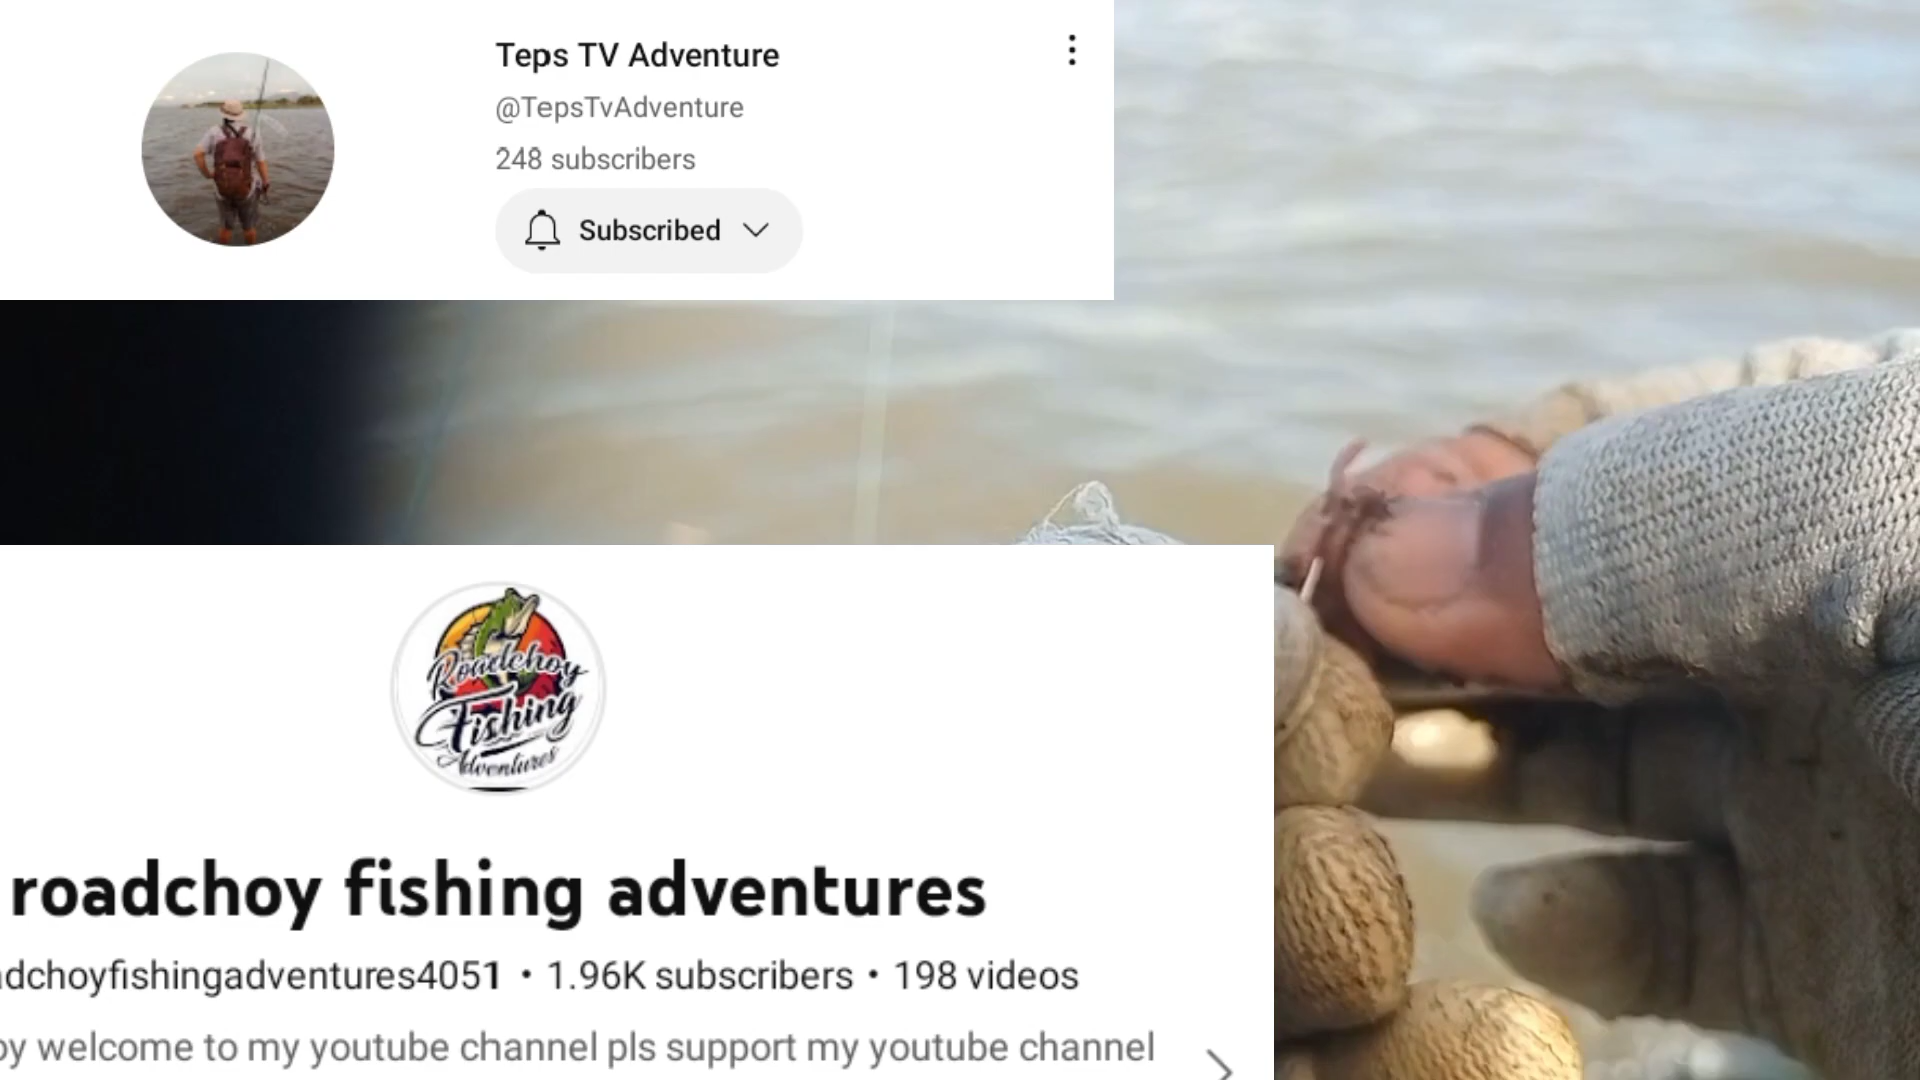 Teps TV Adventure
@TepsTvAdventure
248 subscribers
Subscribed
Roadchoy
Fishing
Adventures
roadchoy fishing adventures
adchoyfishingadventures4051 • 1.96K subscribers • 198 videos
oy welcome to my youtube channel pls support my youtube channel